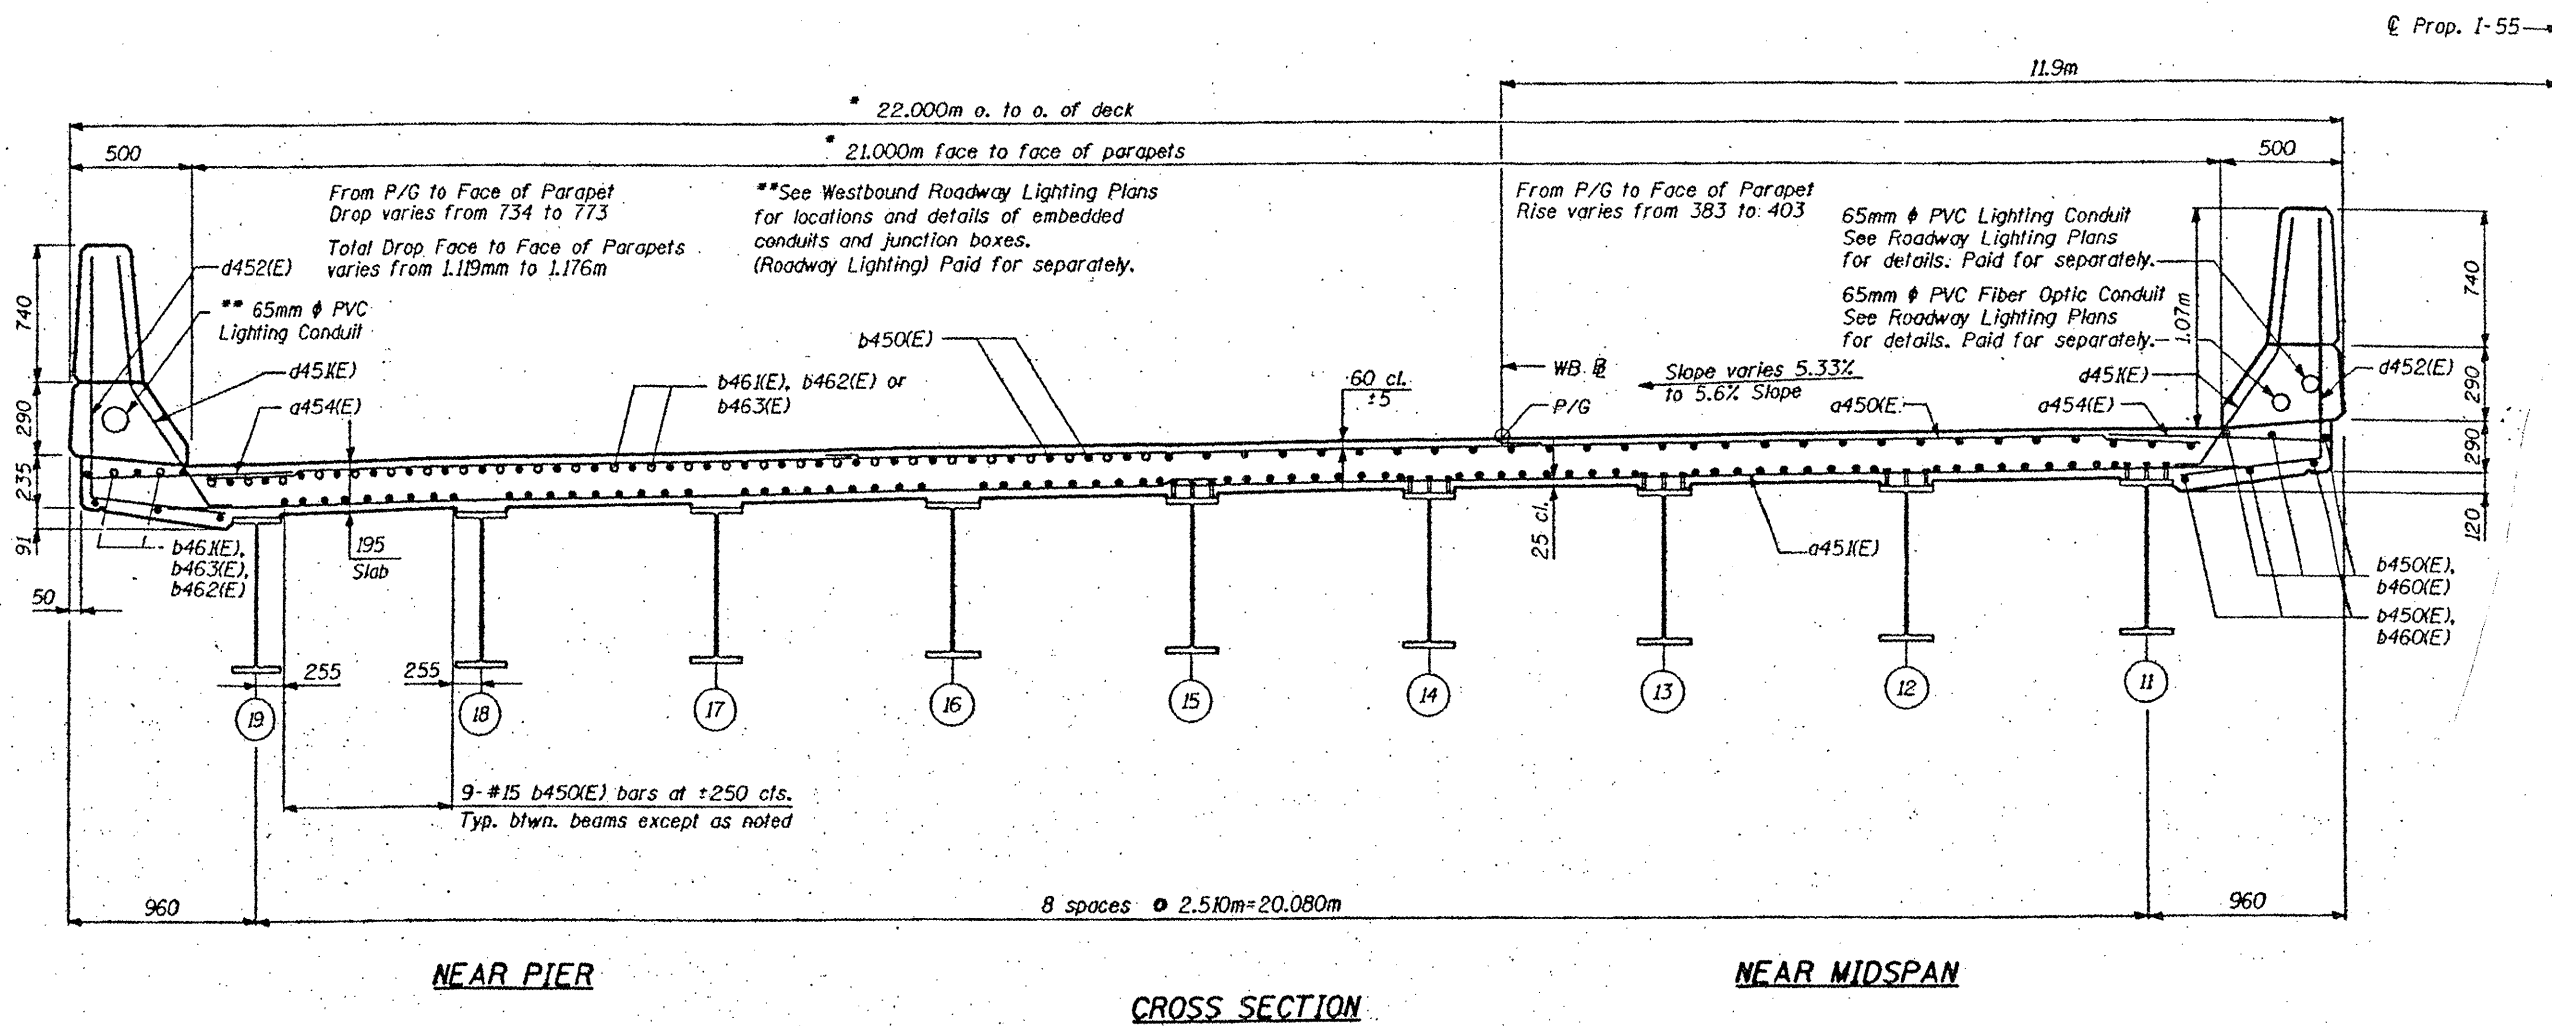 ℄ Prop. I-55
11.9m
* 22.000m o. to o. of deck
500
* 21.000m face to face of parapets
500
From P/G to Face of Parapet
Drop varies from 734 to 773
Total Drop Face to Face of Parapets
varies from 1.119mm to 1.176m
**See Westbound Roadway Lighting Plans
for locations and details of embedded
conduits and junction boxes.
(Roadway Lighting) Paid for separately.
From P/G to Face of Parapet
Rise varies from 383 to 403
65mm ϕ PVC Lighting Conduit
See Roadway Lighting Plans
for details. Paid for separately.
65mm ϕ PVC Fiber Optic Conduit
See Roadway Lighting Plans
for details. Paid for separately.
d452(E)
** 65mm ϕ PVC
Lighting Conduit
d451(E)
a454(E)
b461(E), b462(E) or
b463(E)
b450(E)
60 cl.
±5
WB ⅊
P/G
Slope varies 5.33%
to 5.6% Slope
a450(E)
d451(E)
a454(E)
d452(E)
1.07m
740
290
235
91
740
290
290
120
50
b461(E),
b463(E),
b462(E)
195
Slab
25 cl.
a451(E)
b450(E),
b460(E)
b450(E),
b460(E)
255
255
19
18
17
16
15
14
13
12
11
9-#15 b450(E) bars at ±250 cts.
Typ. btwn. beams except as noted
960
8 spaces @ 2.510m=20.080m
960
NEAR PIER
NEAR MIDSPAN
CROSS SECTION